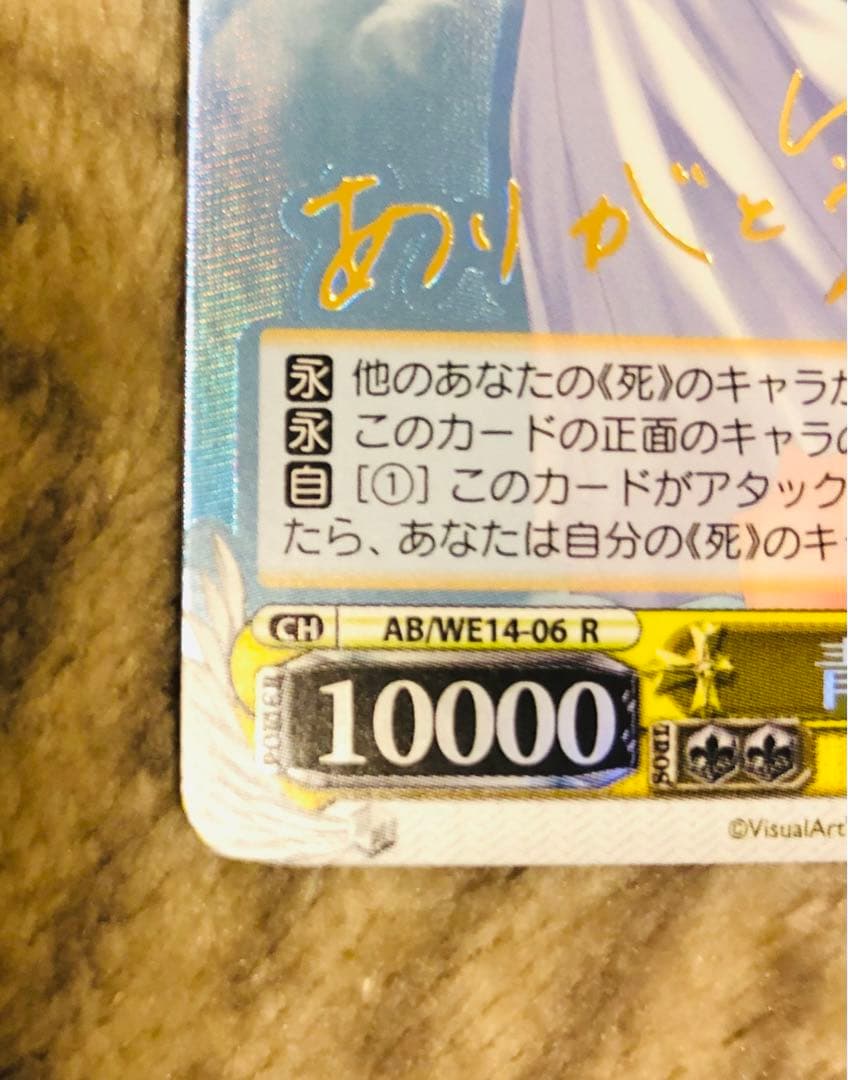 ありがと
永 他のあなたの《死》のキャラ
永 このカードの正面のキャラの
自 [①] このカードがアタック
たら、あなたは自分の《死》のキ
CH AB/WE14-06 R
POWER 10000
青
SOUL
©VisualArt